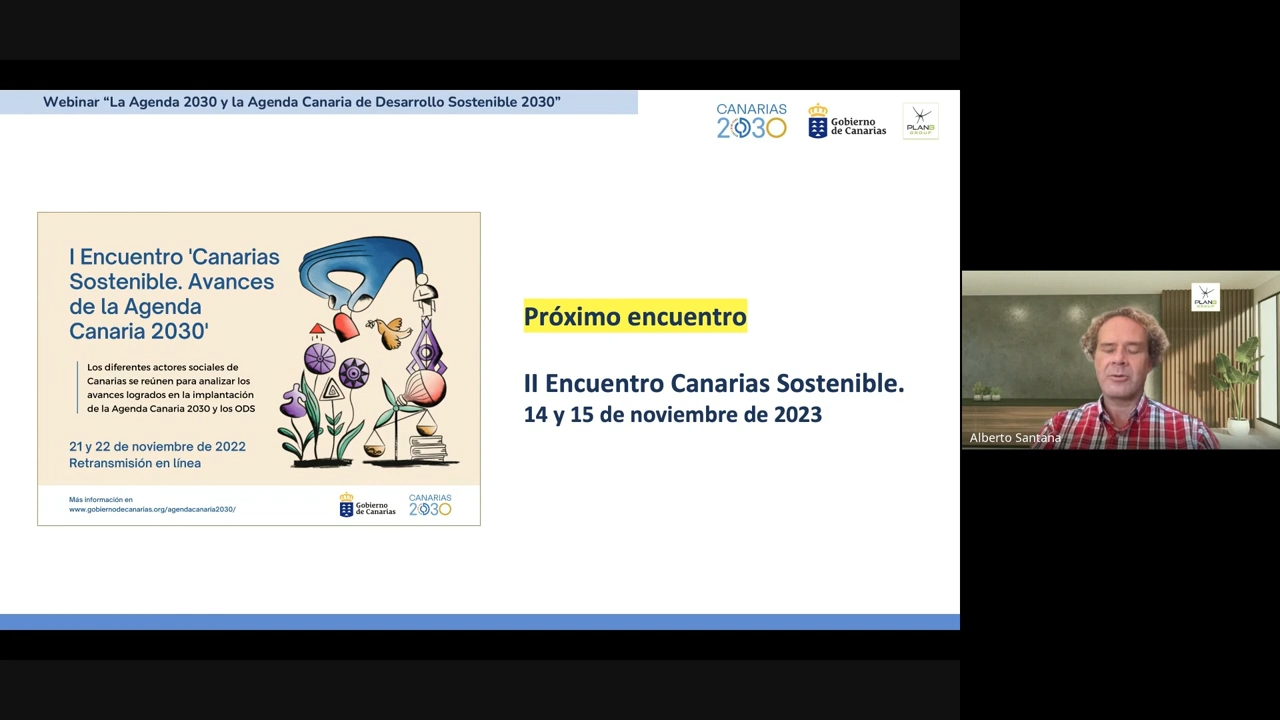 Webinar “La Agenda 2030 y la Agenda Canaria de Desarrollo Sostenible 2030”
CANARIAS
2030
Gobierno
de Canarias
PLANB
GROUP
I Encuentro 'Canarias
Sostenible. Avances
de la Agenda
Canaria 2030'
Los diferentes actores sociales de
Canarias se reúnen para analizar los
avances logrados en la implantación
de la Agenda Canaria 2030 y los ODS
21 y 22 de noviembre de 2022
Retransmisión en línea
Más información en
www.gobiernodecanarias.org/agendacanaria2030/
Gobierno
de Canarias
CANARIAS
2030
Próximo encuentro
II Encuentro Canarias Sostenible.
14 y 15 de noviembre de 2023
PLANB
GROUP
Alberto Santana